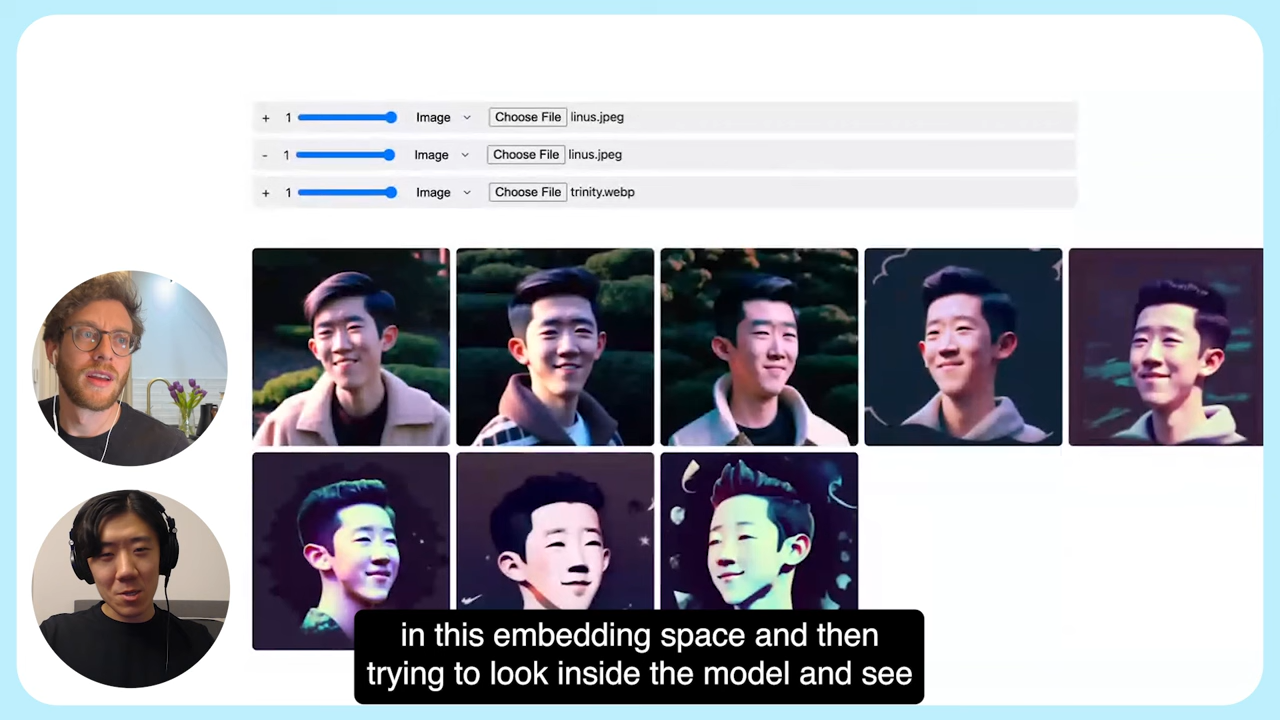 + 1 Image Choose File linus.jpeg
- 1 Image Choose File linus.jpeg
+ 1 Image Choose File trinity.webp
in this embedding space and then
trying to look inside the model and see